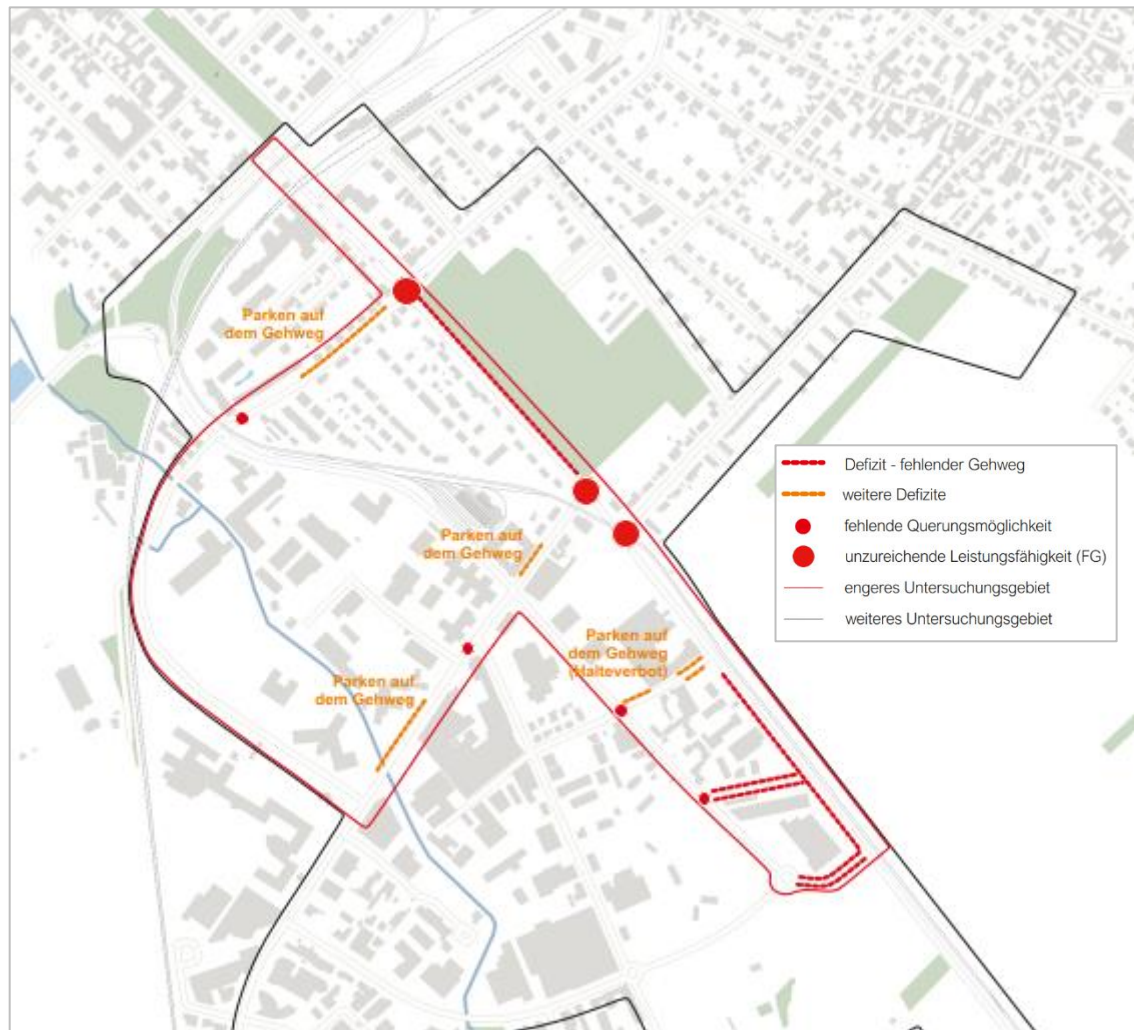 Parken auf
dem Gehweg
Parken auf
dem Gehweg
Parken auf
dem Gehweg
(Halteverbot)
Parken auf
dem Gehweg
Defizit - fehlender Gehweg
weitere Defizite
fehlende Querungsmöglichkeit
unzureichende Leistungsfähigkeit (FG)
engeres Untersuchungsgebiet
weiteres Untersuchungsgebiet